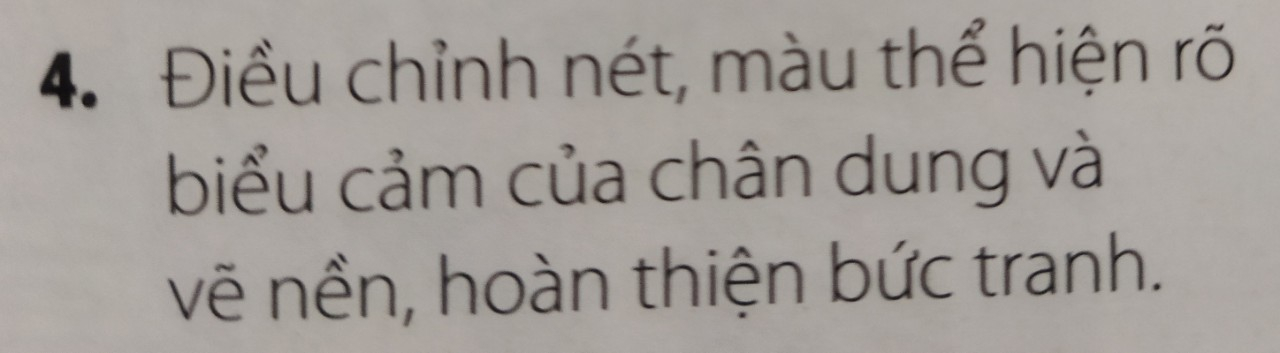 4. Điều chỉnh nét, màu thể hiện rõ
biểu cảm của chân dung và
vẽ nền, hoàn thiện bức tranh.